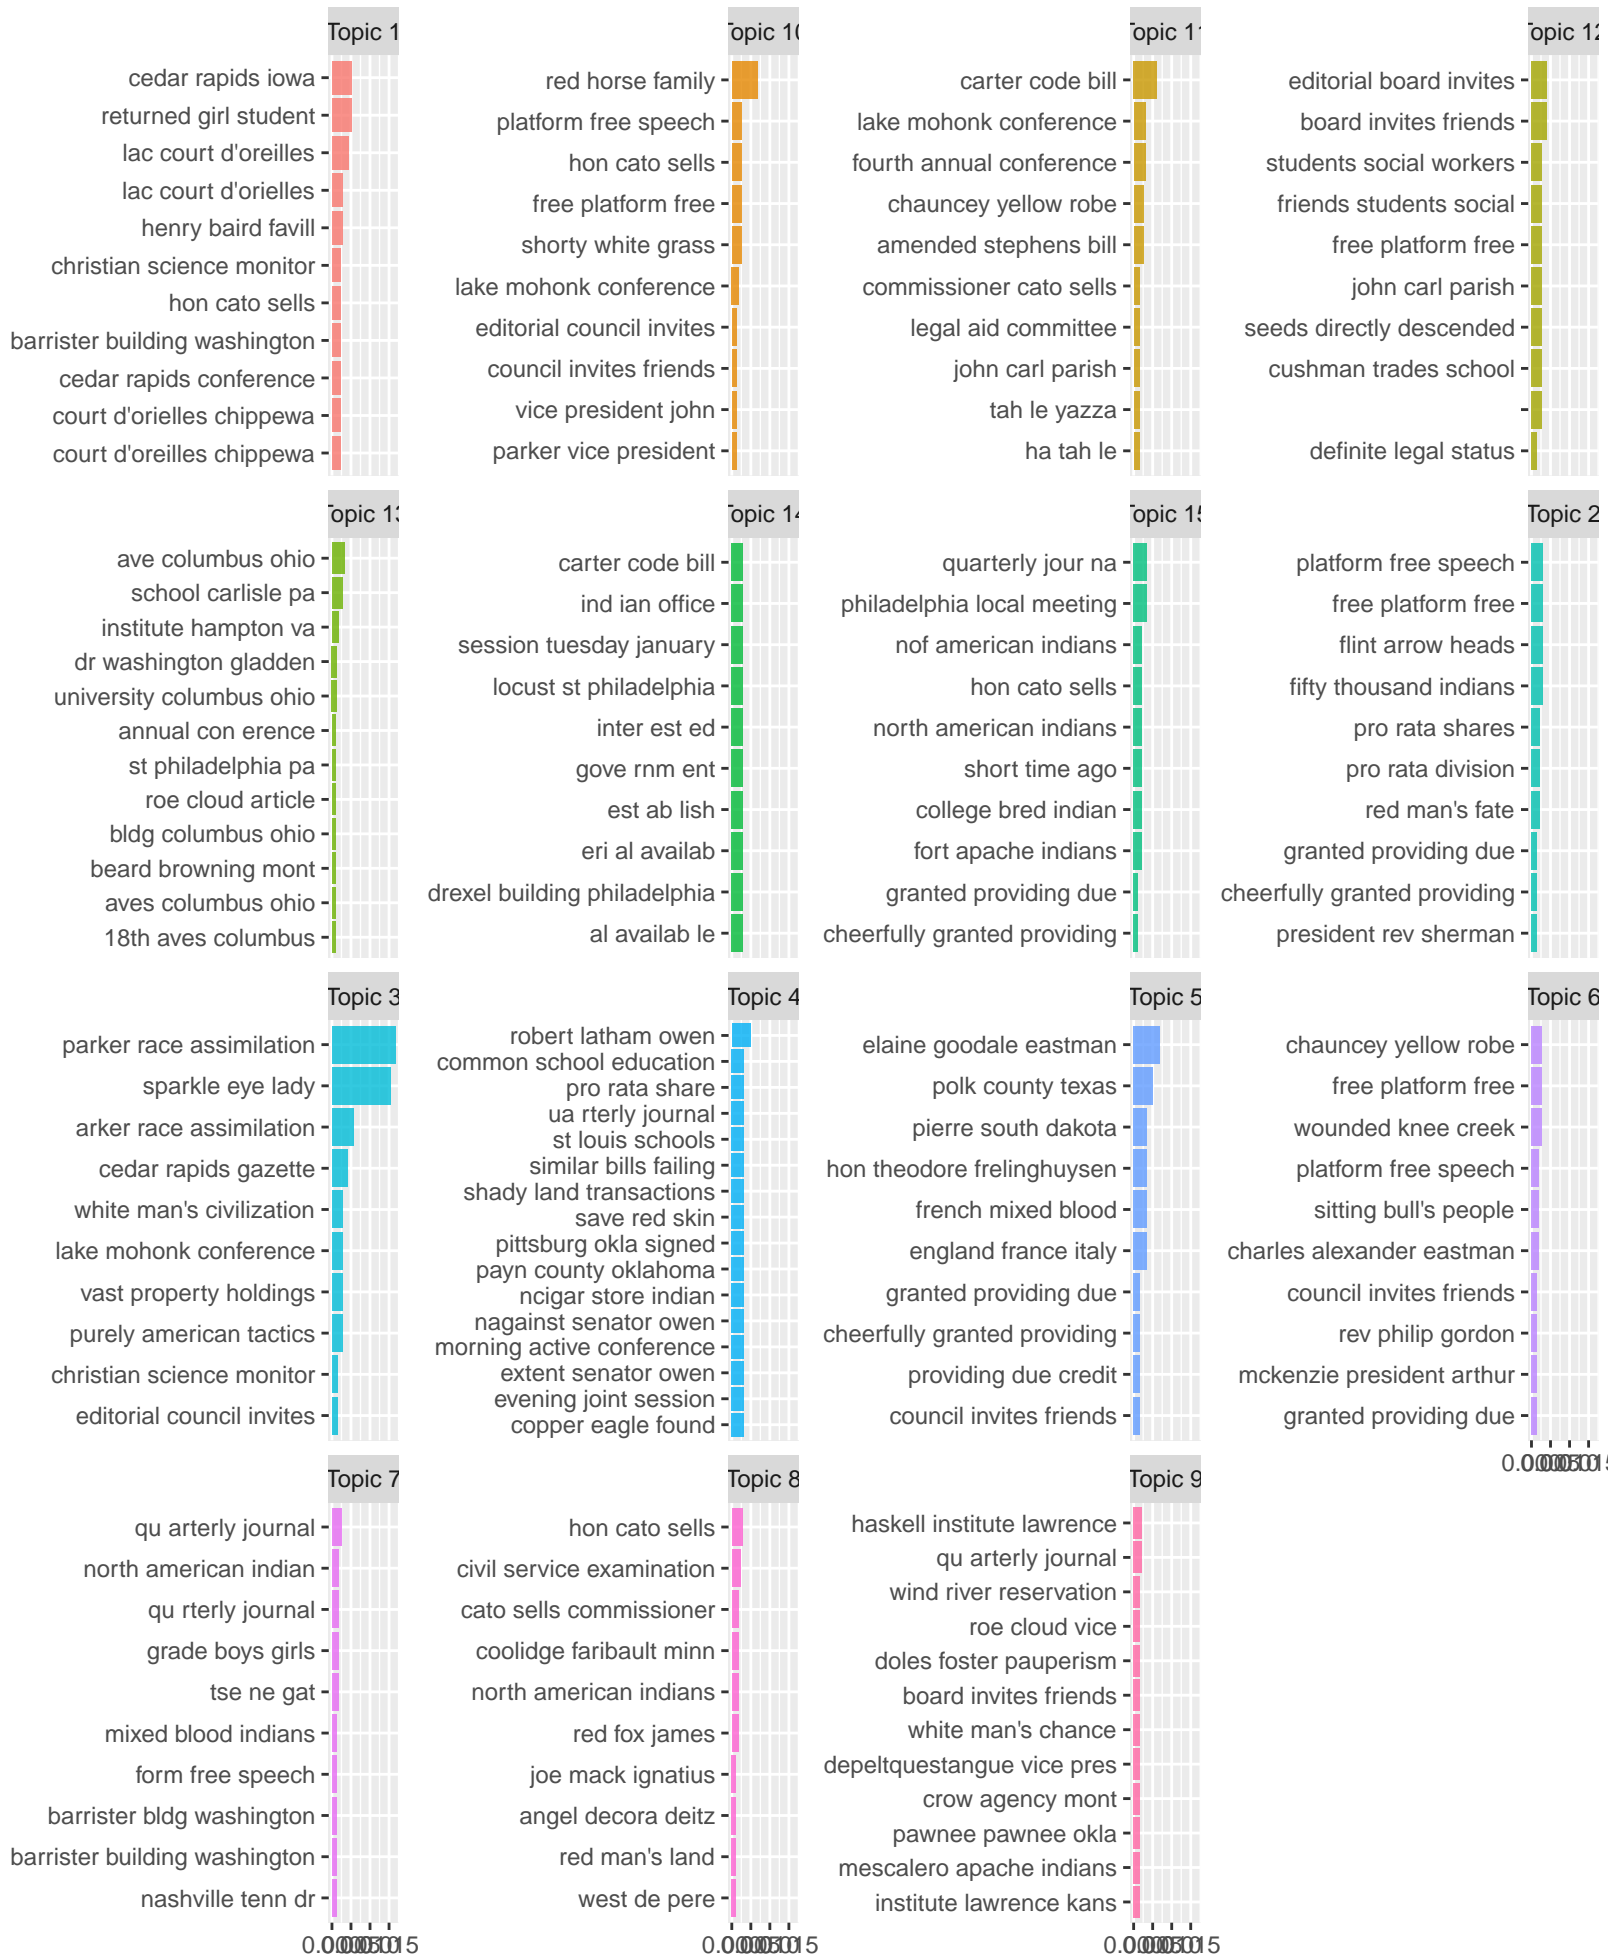 Topic 1
cedar rapids iowa
returned girl student
lac court d'oreilles
lac court d'orielles
henry baird favill
christian science monitor
hon cato sells
barrister building washington
cedar rapids conference
court d'orielles chippewa
court d'oreilles chippewa
Topic 10
red horse family
platform free speech
hon cato sells
free platform free
shorty white grass
lake mohonk conference
editorial council invites
council invites friends
vice president john
parker vice president
Topic 11
carter code bill
lake mohonk conference
fourth annual conference
chauncey yellow robe
amended stephens bill
commissioner cato sells
legal aid committee
john carl parish
tah le yazza
ha tah le
Topic 12
editorial board invites
board invites friends
students social workers
friends students social
free platform free
john carl parish
seeds directly descended
cushman trades school
definite legal status
Topic 13
ave columbus ohio
school carlisle pa
institute hampton va
dr washington gladden
university columbus ohio
annual con erence
st philadelphia pa
roe cloud article
bldg columbus ohio
beard browning mont
aves columbus ohio
18th aves columbus
Topic 14
carter code bill
ind ian office
session tuesday january
locust st philadelphia
inter est ed
gove rnm ent
est ab lish
eri al availab
drexel building philadelphia
al availab le
Topic 15
quarterly jour na
philadelphia local meeting
nof american indians
hon cato sells
north american indians
short time ago
college bred indian
fort apache indians
granted providing due
cheerfully granted providing
Topic 2
platform free speech
free platform free
flint arrow heads
fifty thousand indians
pro rata shares
pro rata division
red man's fate
granted providing due
cheerfully granted providing
president rev sherman
Topic 3
parker race assimilation
sparkle eye lady
arker race assimilation
cedar rapids gazette
white man's civilization
lake mohonk conference
vast property holdings
purely american tactics
christian science monitor
editorial council invites
Topic 4
robert latham owen
common school education
pro rata share
ua rterly journal
st louis schools
similar bills failing
shady land transactions
save red skin
pittsburg okla signed
payn county oklahoma
ncigar store indian
nagainst senator owen
morning active conference
extent senator owen
evening joint session
copper eagle found
Topic 5
elaine goodale eastman
polk county texas
pierre south dakota
hon theodore frelinghuysen
french mixed blood
england france italy
granted providing due
cheerfully granted providing
providing due credit
council invites friends
Topic 6
chauncey yellow robe
free platform free
wounded knee creek
platform free speech
sitting bull's people
charles alexander eastman
council invites friends
rev philip gordon
mckenzie president arthur
granted providing due
Topic 7
qu arterly journal
north american indian
qu rterly journal
grade boys girls
tse ne gat
mixed blood indians
form free speech
barrister bldg washington
barrister building washington
nashville tenn dr
Topic 8
hon cato sells
civil service examination
cato sells commissioner
coolidge faribault minn
north american indians
red fox james
joe mack ignatius
angel decora deitz
red man's land
west de pere
Topic 9
haskell institute lawrence
qu arterly journal
wind river reservation
roe cloud vice
doles foster pauperism
board invites friends
white man's chance
depeltquestangue vice pres
crow agency mont
pawnee pawnee okla
mescalero apache indians
institute lawrence kans